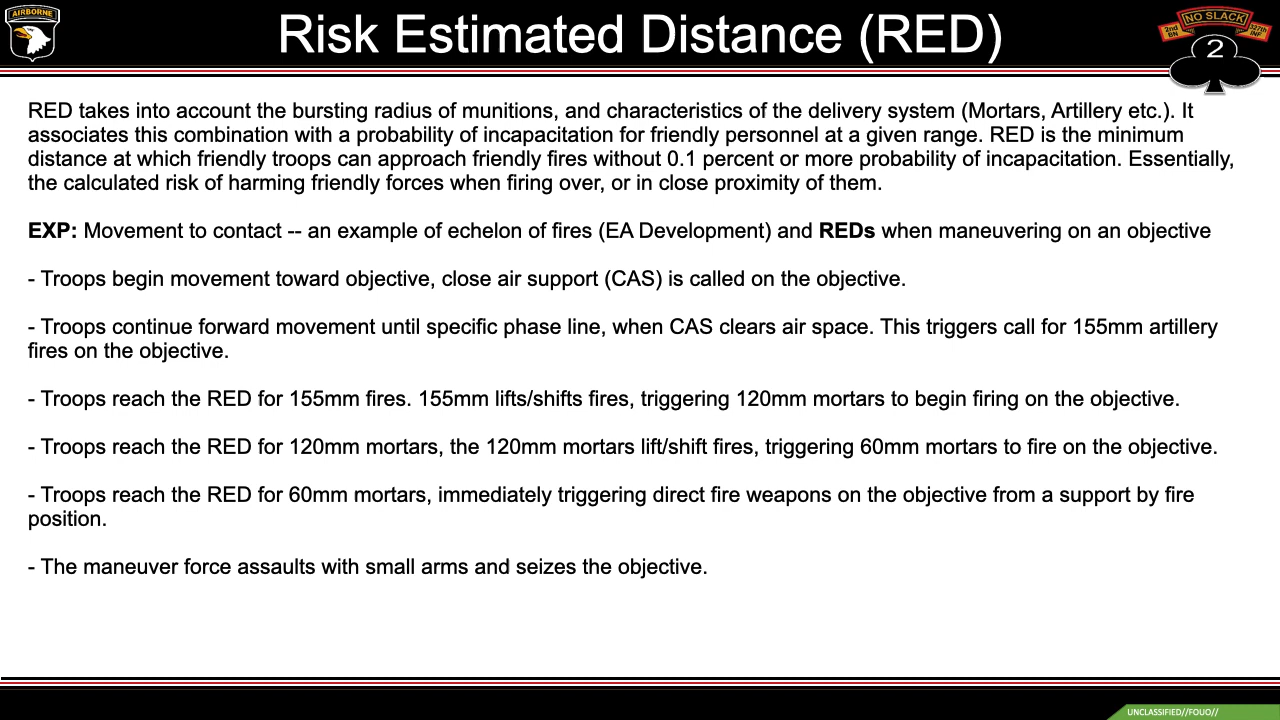 AIRBORNE
Risk Estimated Distance (RED)
NO SLACK
2nd BN
27th INF
2
RED takes into account the bursting radius of munitions, and characteristics of the delivery system (Mortars, Artillery etc.). It
associates this combination with a probability of incapacitation for friendly personnel at a given range. RED is the minimum
distance at which friendly troops can approach friendly fires without 0.1 percent or more probability of incapacitation. Essentially,
the calculated risk of harming friendly forces when firing over, or in close proximity of them.
EXP: Movement to contact -- an example of echelon of fires (EA Development) and REDs when maneuvering on an objective
- Troops begin movement toward objective, close air support (CAS) is called on the objective.
- Troops continue forward movement until specific phase line, when CAS clears air space. This triggers call for 155mm artillery
fires on the objective.
- Troops reach the RED for 155mm fires. 155mm lifts/shifts fires, triggering 120mm mortars to begin firing on the objective.
- Troops reach the RED for 120mm mortars, the 120mm mortars lift/shift fires, triggering 60mm mortars to fire on the objective.
- Troops reach the RED for 60mm mortars, immediately triggering direct fire weapons on the objective from a support by fire
position.
- The maneuver force assaults with small arms and seizes the objective.
UNCLASSIFIED//FOUO//